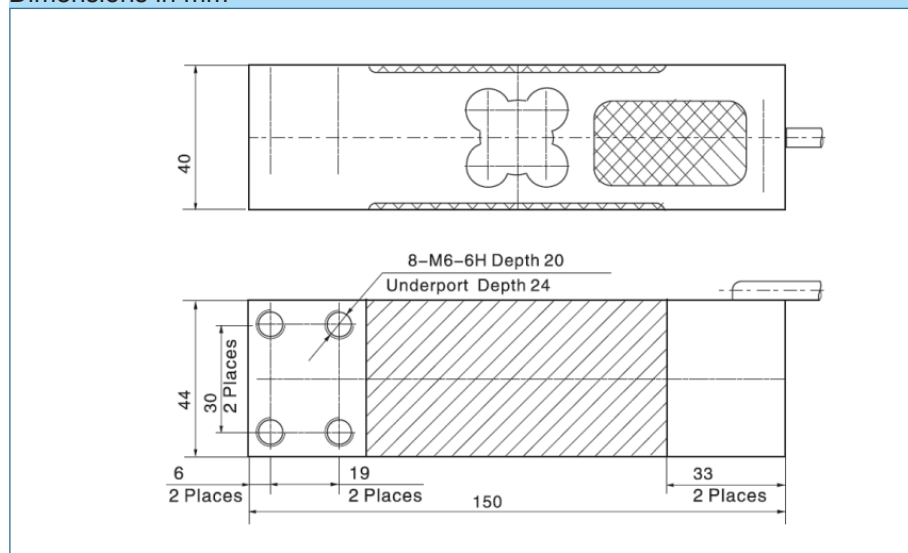 Dimensions in mm
40
8-M6-6H Depth 20
Underport Depth 24
44
30
2 Places
6
2 Places
19
2 Places
33
2 Places
150